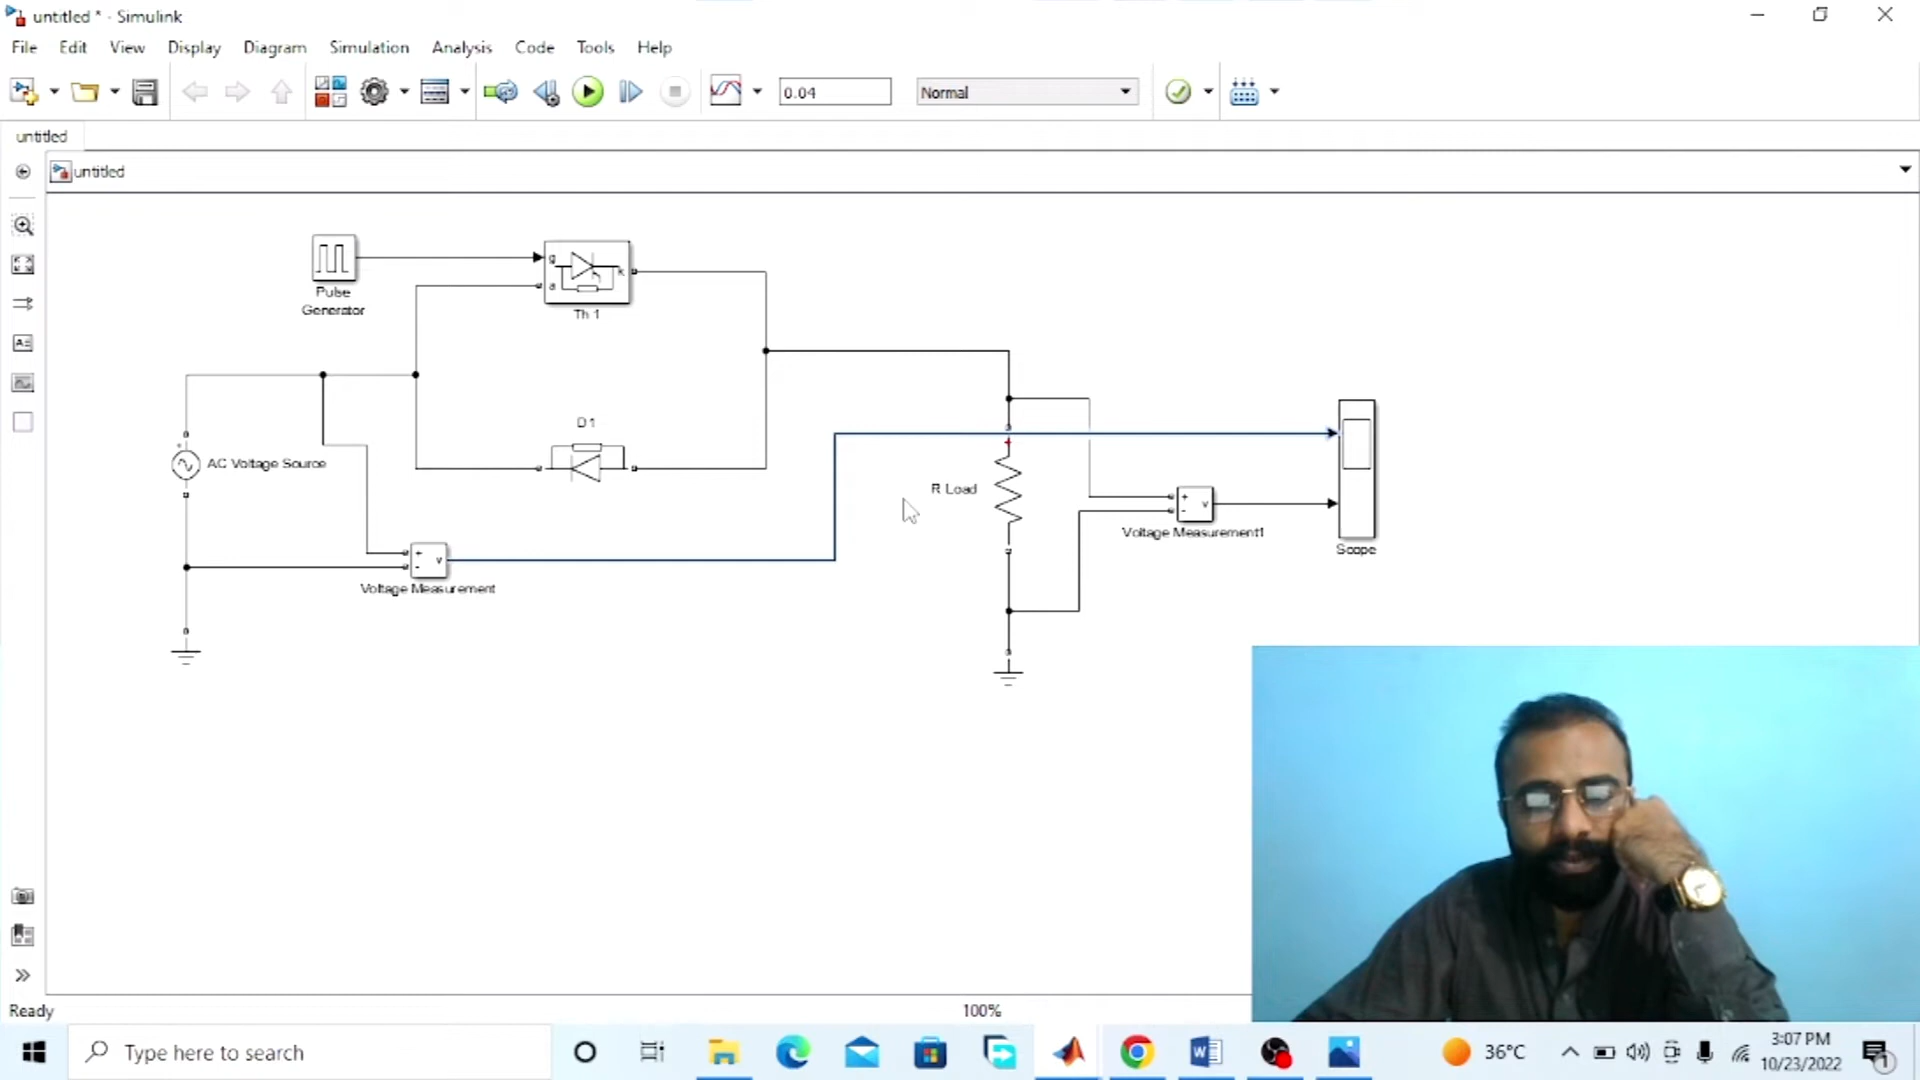 untitled * - Simulink
File Edit View Display Diagram Simulation Analysis Code Tools Help
0.04 Normal
untitled
untitled
Pulse
Generator
g
a
k
Th 1
D1
AC Voltage Source
+
R Load
+
-
v
Voltage Measurement1
Scope
+
-
v
Voltage Measurement
Ready 100%
Type here to search
36°C
3:07 PM
10/23/2022
1